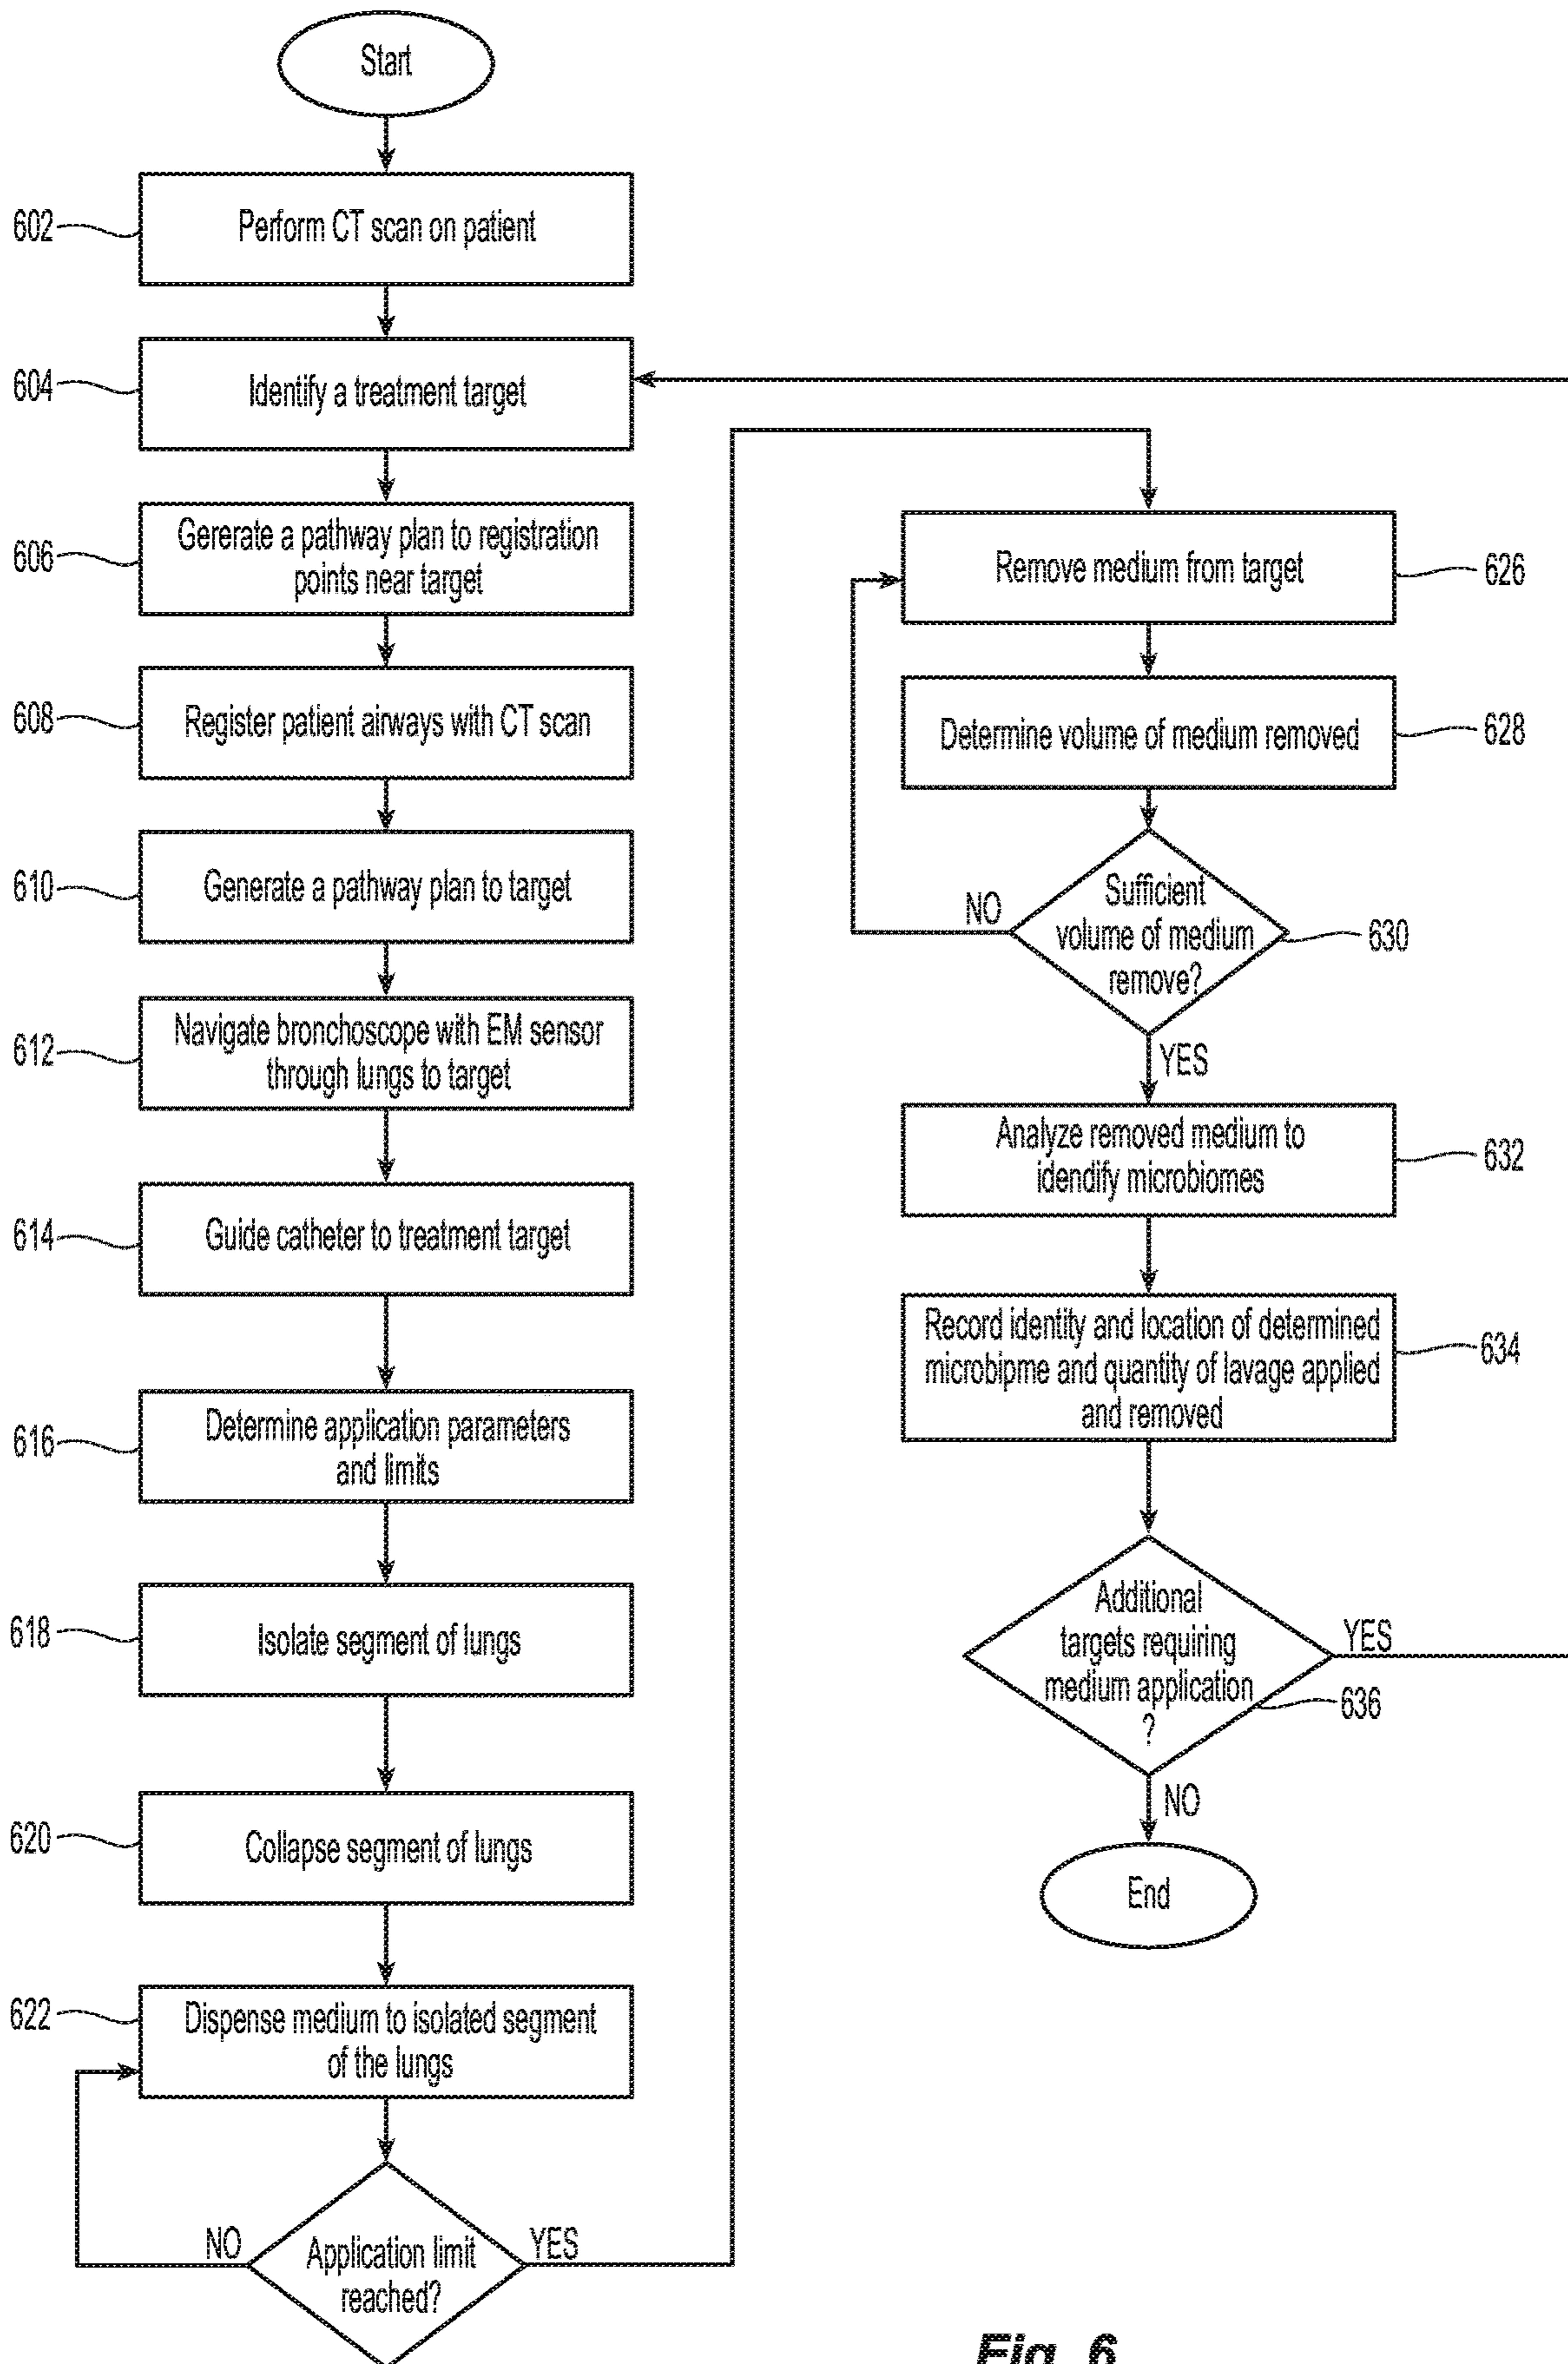 Start
602
Perform CT scan on patient
604
Identify a treatment target
606
Gererate a pathway plan to registration
points near target
608
Register patient airways with CT scan
610
Generate a pathway plan to target
612
Navigate bronchoscope with EM sensor
through lungs to target
614
Guide catheter to treatment target
616
Determine application parameters
and limits
618
Isolate segment of lungs
620
Collapse segment of lungs
622
Dispense medium to isolated segment
of the lungs
NO
Application limit
reached?
YES
Remove medium from target
626
Determine volume of medium removed
628
NO
Sufficient
volume of medium
remove?
630
YES
Analyze removed medium to
idendify microbiomes
632
Record identity and location of determined
microbipme and quantity of lavage applied
and removed
634
Additional
targets requiring
medium application
?
YES
636
NO
End
Fig. 6